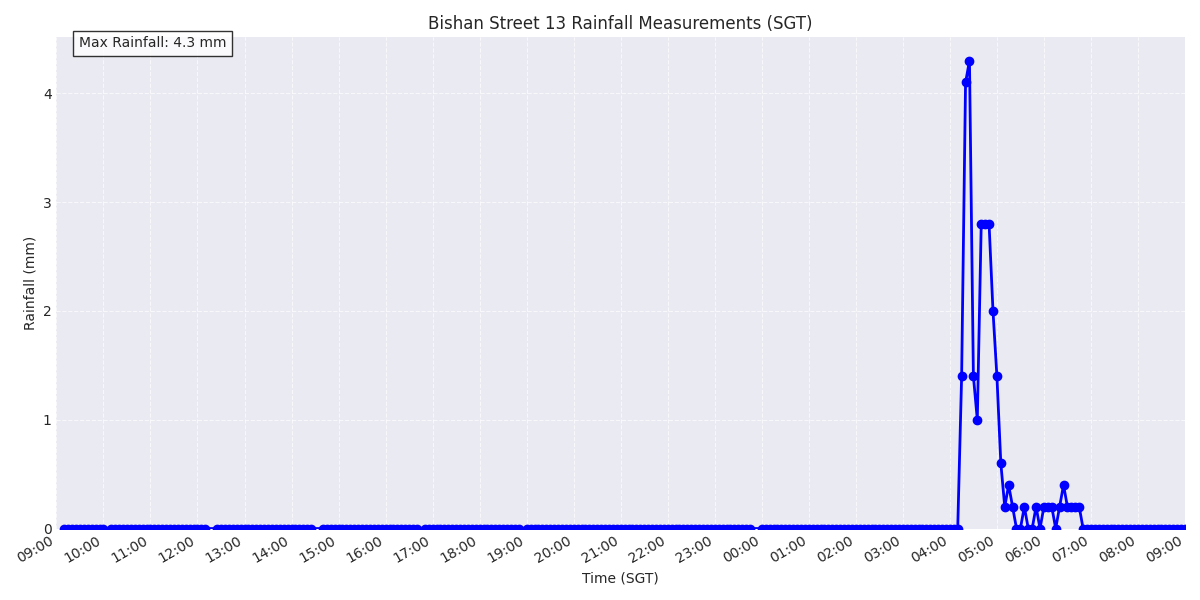 Bishan Street 13 Rainfall Measurements (SGT)
Max Rainfall: 4.3 mm
Rainfall (mm)
4
3
2
1
0
09:00 10:00 11:00 12:00 13:00 14:00 15:00 16:00 17:00 18:00 19:00 20:00 21:00 22:00 23:00 00:00 01:00 02:00 03:00 04:00 05:00 06:00 07:00 08:00 09:00
Time (SGT)